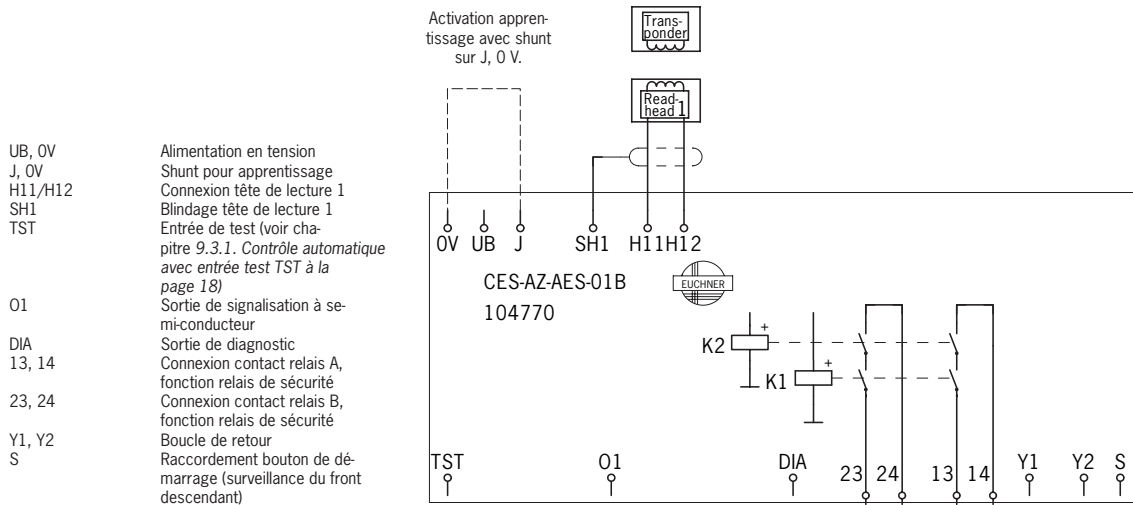 Activation appren-
tissage avec shunt
sur J, 0 V.
Trans-
ponder
Read-
head 1
UB, 0V Alimentation en tension
J, 0V Shunt pour apprentissage
H11/H12 Connexion tête de lecture 1
SH1 Blindage tête de lecture 1
TST Entrée de test (voir cha-
pitre 9.3.1. Contrôle automatique
avec entrée test TST à la
page 18)
O1 Sortie de signalisation à se-
mi-conducteur
DIA Sortie de diagnostic
13, 14 Connexion contact relais A,
fonction relais de sécurité
23, 24 Connexion contact relais B,
fonction relais de sécurité
Y1, Y2 Boucle de retour
S Raccordement bouton de dé-
marrage (surveillance du front
descendant)
0V UB J SH1 H11 H12
CES-AZ-AES-01B
104770
EUCHNER
K2 +
K1 +
TST O1 DIA 23 24 13 14 Y1 Y2 S